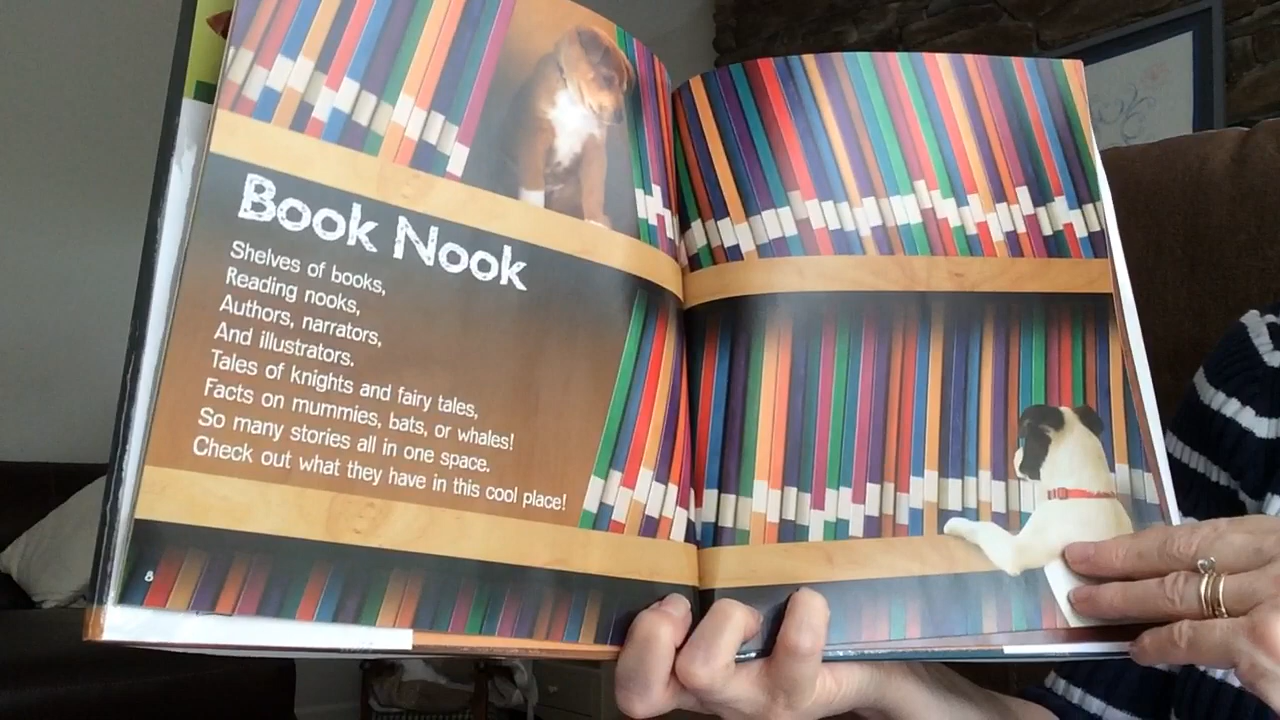 Book Nook
Shelves of books,
Reading nooks,
Authors, narrators,
And illustrators.
Tales of knights and fairy tales,
Facts on mummies, bats, or whales!
So many stories all in one space.
Check out what they have in this cool place!
8